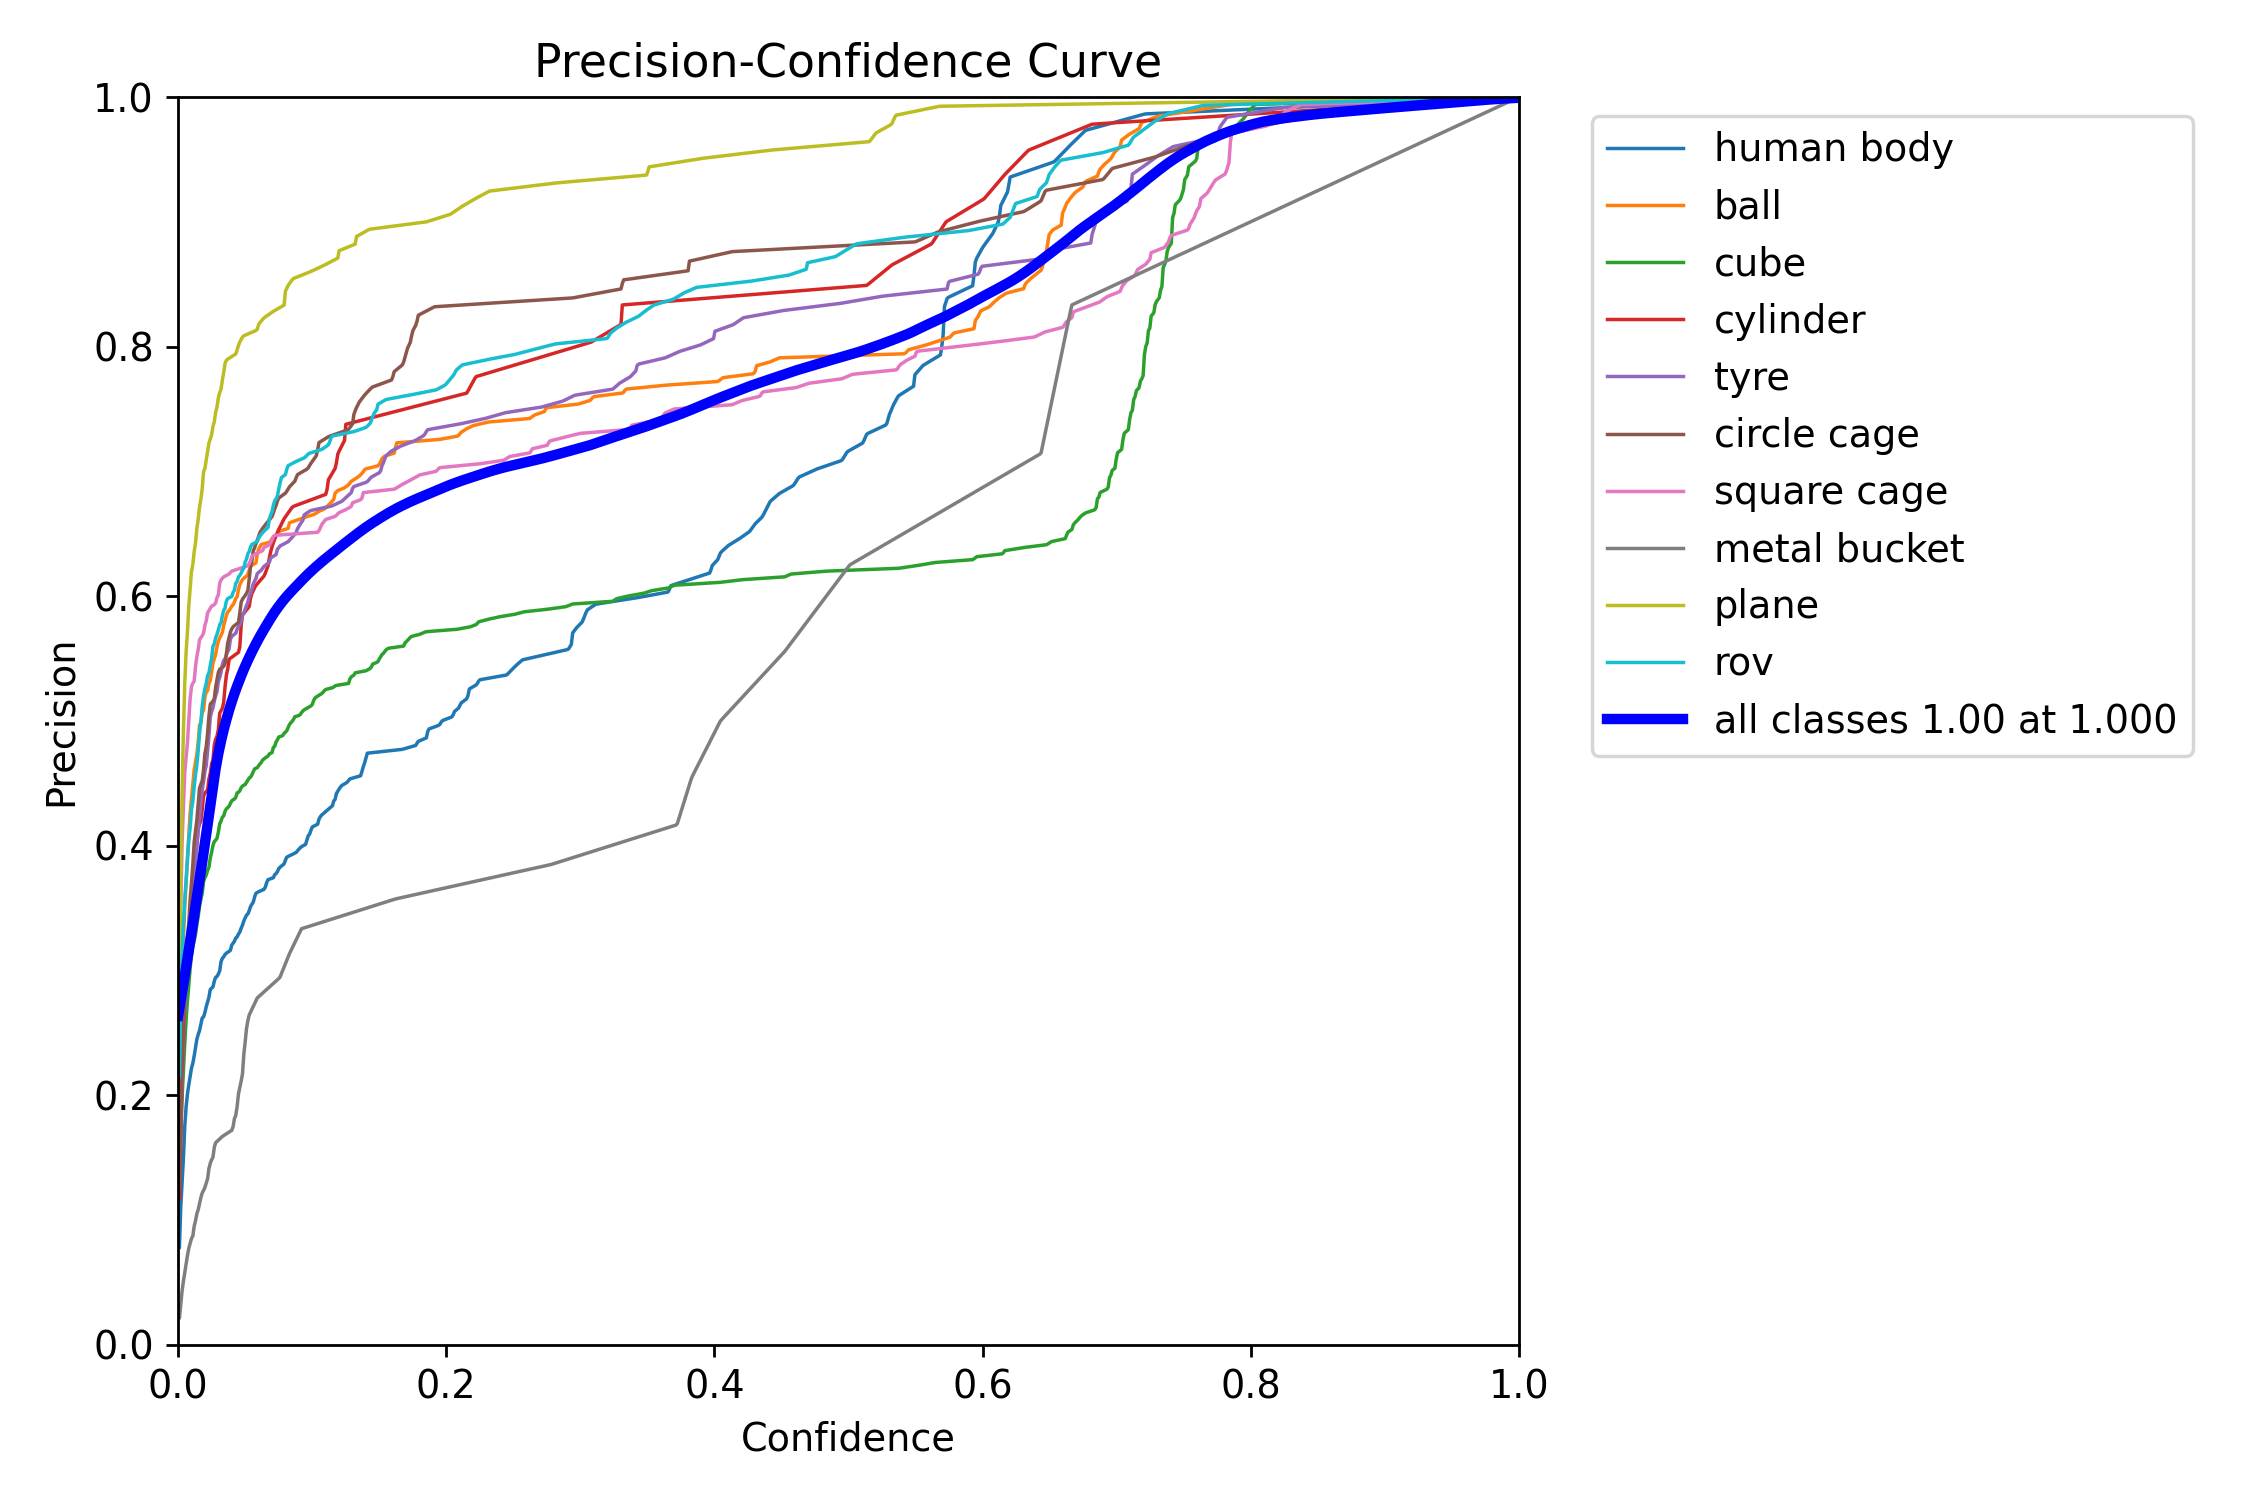 Precision-Confidence Curve
1.0
0.8
0.6
0.4
0.2
0.0
Precision
0.0 0.2 0.4 0.6 0.8 1.0
Confidence
human body
ball
cube
cylinder
tyre
circle cage
square cage
metal bucket
plane
rov
all classes 1.00 at 1.000